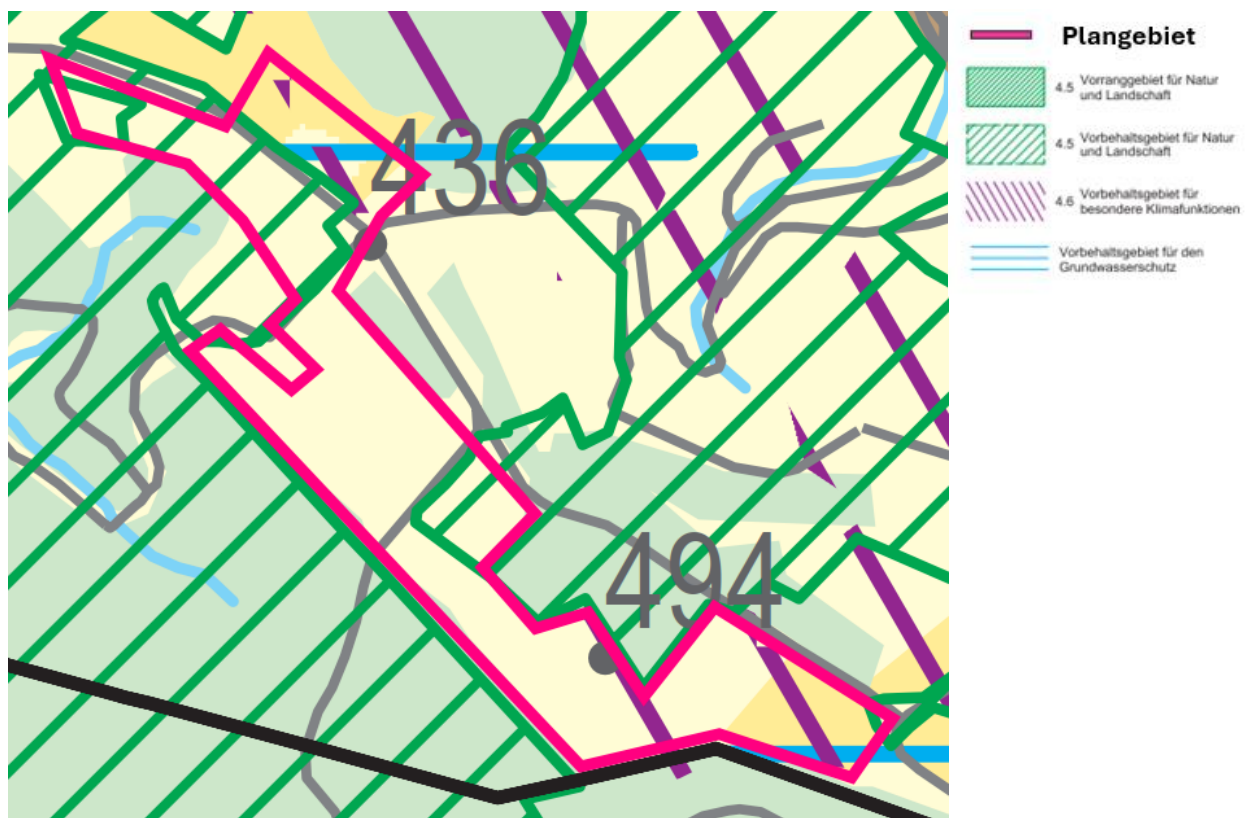 436
494
Plangebiet
4.5 Vorranggebiet für Natur
und Landschaft
4.5 Vorbehaltsgebiet für Natur
und Landschaft
4.6 Vorbehaltsgebiet für
besondere Klimafunktionen
Vorbehaltsgebiet für den
Grundwasserschutz